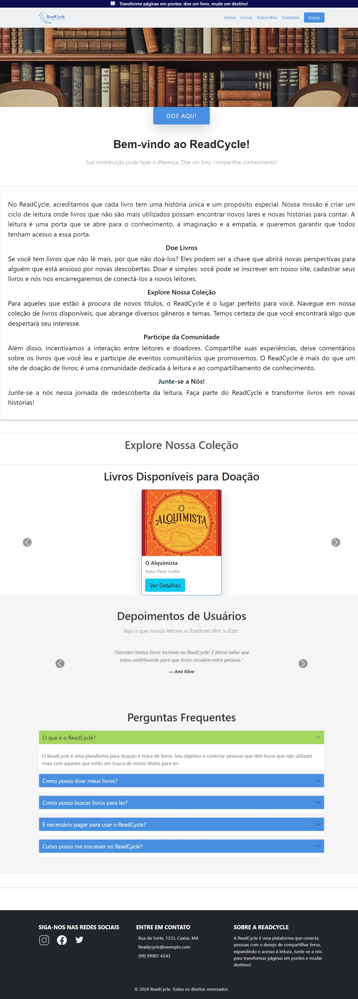 Transforme páginas em pontes: doe um livro, mude um destino!
ReadCycle
Home Livros Sobre Nós Contatos Entrar
DOE AQUI
Bem-vindo ao ReadCycle!
Sua contribuição pode fazer a diferença. Doe um livro, compartilhe conhecimento!
No ReadCycle, acreditamos que cada livro tem uma história única e um propósito especial. Nossa missão é criar um
ciclo de leitura onde livros que não são mais utilizados possam encontrar novos lares e novas histórias para contar. A
leitura é uma porta que se abre para o conhecimento, a imaginação e a empatia, e queremos garantir que todos
tenham acesso a essa porta.
Doe Livros
Se você tem livros que não lê mais, por que não doá-los? Eles podem ser a chave que abrirá novas perspectivas para
alguém que está ansioso por novas descobertas. Doar é simples: você pode se inscrever em nosso site, cadastrar seus
livros e nós nos encarregaremos de conectá-los a novos leitores.
Explore Nossa Coleção
Para aqueles que estão à procura de novos títulos, o ReadCycle é o lugar perfeito para você. Navegue em nossa
coleção de livros disponíveis, que abrange diversos gêneros e temas. Temos certeza de que você encontrará algo que
despertará seu interesse.
Participe da Comunidade
Além disso, incentivamos a interação entre leitores e doadores. Compartilhe suas experiências, deixe comentários
sobre os livros que você leu e participe de eventos comunitários que promovemos. O ReadCycle é mais do que um
site de doação de livros; é uma comunidade dedicada à leitura e ao compartilhamento de conhecimento.
Junte-se a Nós!
Junte-se a nós nessa jornada de redescoberta da leitura. Faça parte do ReadCycle e transforme livros em novas
histórias!
Explore Nossa Coleção
Livros Disponíveis para Doação
O
ALQUIMISTA
EDIÇÃO ESPECIAL
O Alquimista
Autor: Paulo Coelho
Ver Detalhes
Depoimentos de Usuários
Veja o que nossos leitores e doadores têm a dizer:
"Descobri tantos livros incríveis no ReadCycle! É ótimo saber que
estou contribuindo para que livros circulem entre pessoas."
— Ana Silva
Perguntas Frequentes
O que é o ReadCycle?
O ReadCycle é uma plataforma para doação e troca de livros. Seu objetivo é conectar pessoas que têm livros que não utilizam
mais com aqueles que estão em busca de novos títulos para ler.
Como posso doar meus livros?
Como posso buscar livros para ler?
É necessário pagar para usar o ReadCycle?
Como posso me inscrever no ReadCycle?
SIGA-NOS NAS REDES SOCIAIS
ENTRE EM CONTATO
Rua da Sorte, 1233, Caxias, MA
Readycycle@exemplo.com
(99) 99987-6543
SOBRE A READCYCLE
A ReadCycle é uma plataforma que conecta
pessoas com o desejo de compartilhar livros,
expandindo o acesso à leitura. Junte-se a nós
para transformar páginas em pontes e mudar
destinos!
© 2024 ReadCycle. Todos os direitos reservados.